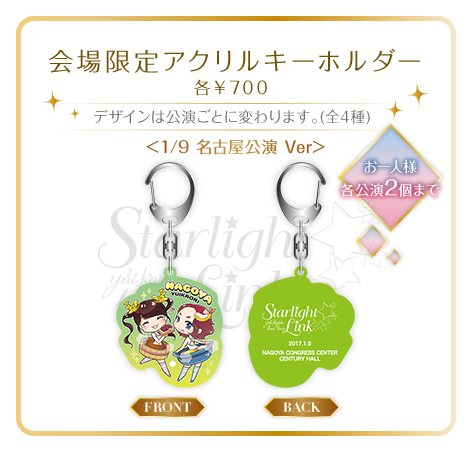 会場限定アクリルキーホルダー
各￥700
デザインは公演ごとに変わります。(全4種)
<1/9 名古屋公演 Ver>
お一人様
各公演2個まで
Starlight
Link
NAGOYA
YUIKAORI
Starlight
Link
2017.1.9
NAGOYA CONGRESS CENTER
CENTURY HALL
FRONT
BACK